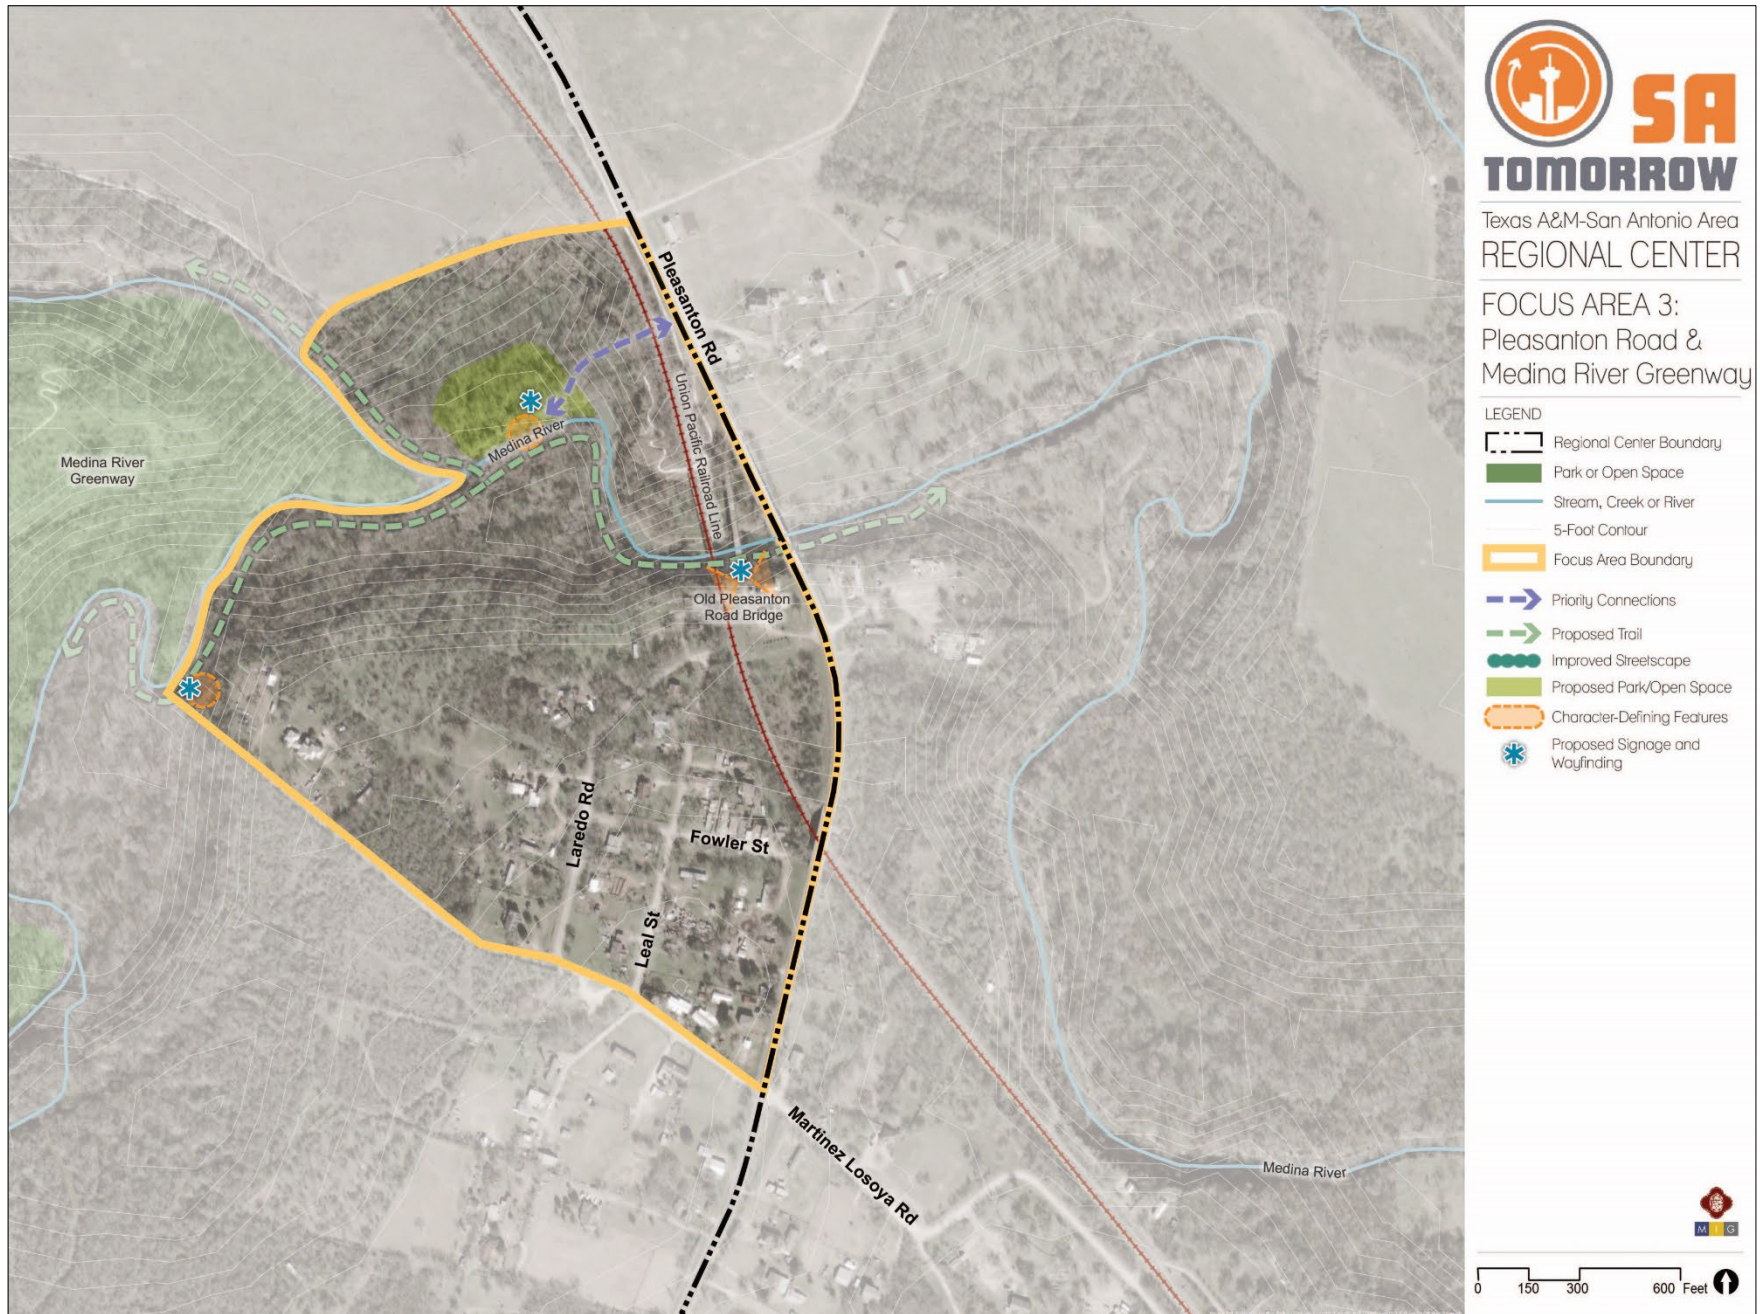 SA
TOMORROW
Texas A&M-San Antonio Area
REGIONAL CENTER
FOCUS AREA 3:
Pleasanton Road &
Medina River Greenway
LEGEND
Regional Center Boundary
Park or Open Space
Stream, Creek or River
5-Foot Contour
Focus Area Boundary
Priority Connections
Proposed Trail
Improved Streetscape
Proposed Park/Open Space
Character-Defining Features
Proposed Signage and
Wayfinding
M I G
0 150 300 600 Feet
Pleasanton Rd
Union Pacific Railroad Line
Medina River
Medina River
Greenway
Old Pleasanton
Road Bridge
Laredo Rd
Fowler St
Leal St
Martinez Losoya Rd
Medina River